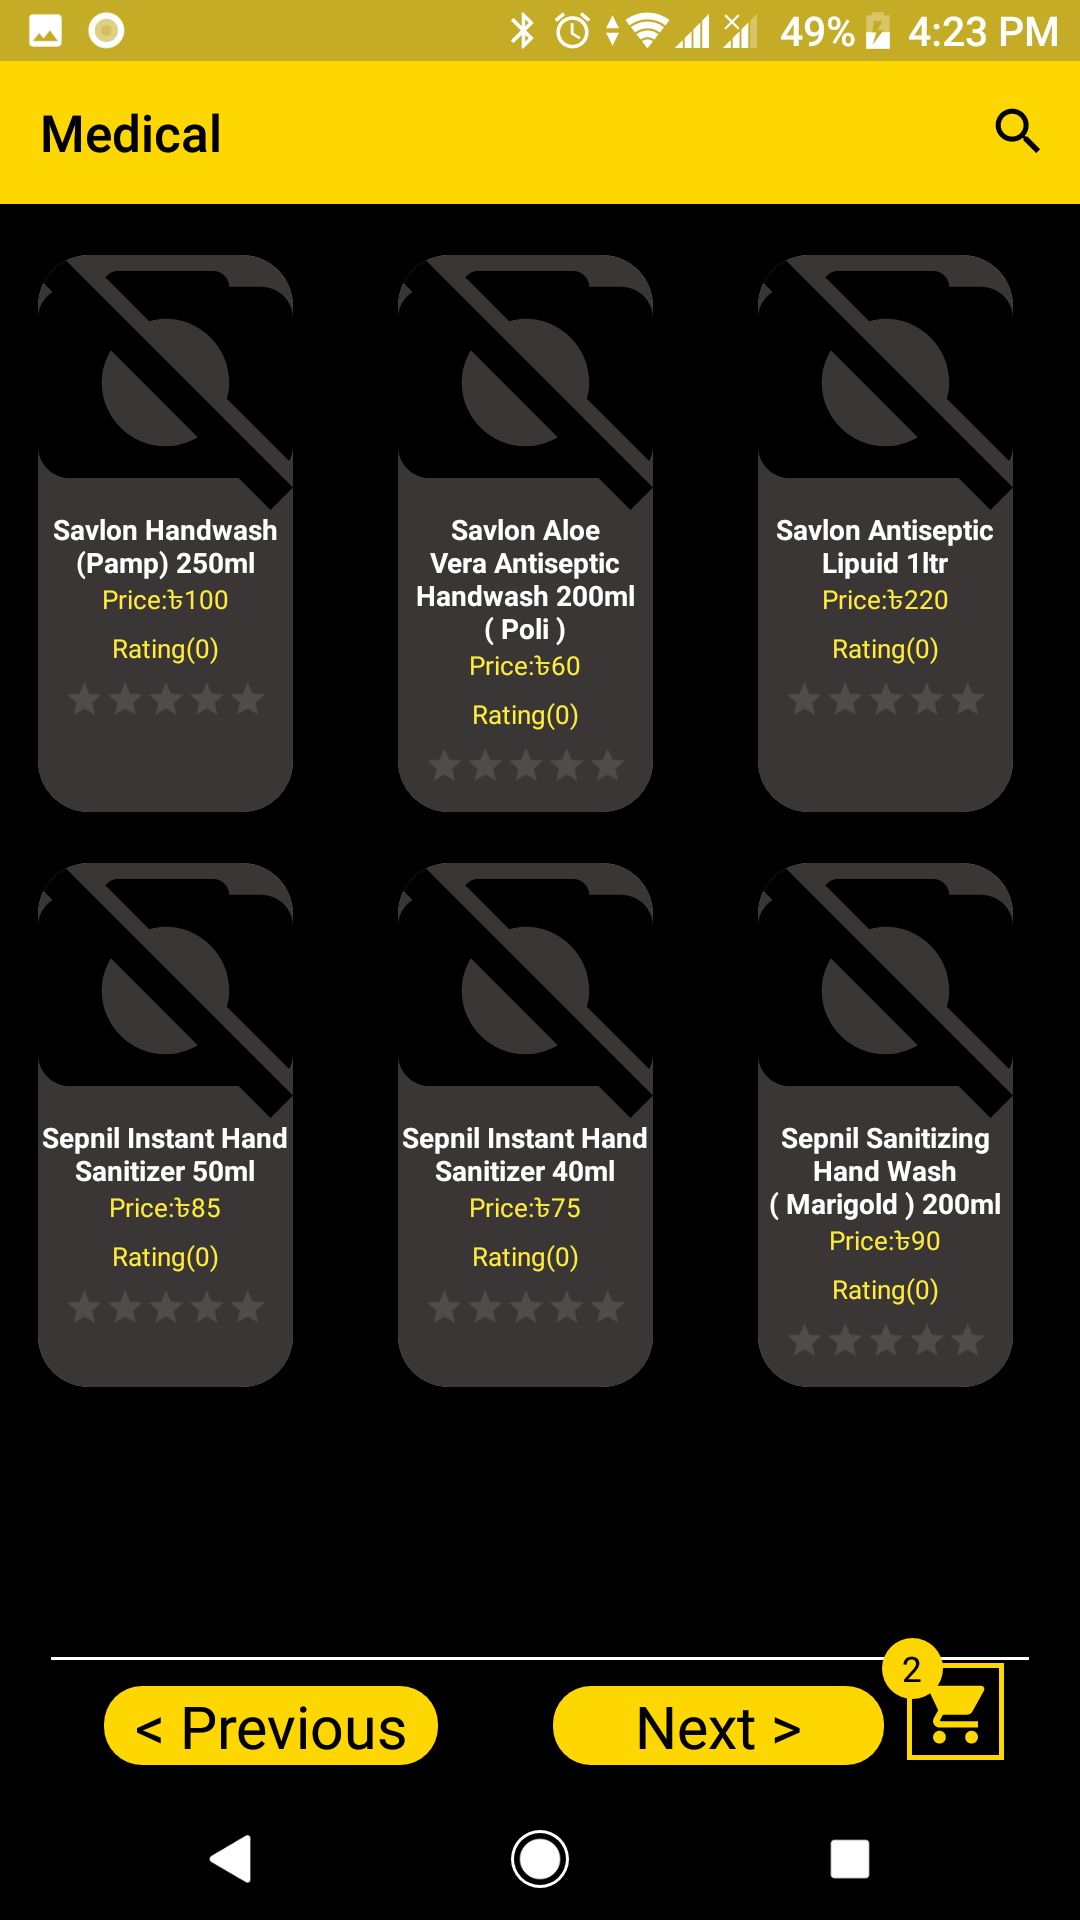 49% 4:23 PM
Medical
Savlon Handwash
(Pamp) 250ml
Price:৳100
Rating(0)
Savlon Aloe
Vera Antiseptic
Handwash 200ml
( Poli )
Price:৳60
Rating(0)
Savlon Antiseptic
Lipuid 1ltr
Price:৳220
Rating(0)
Sepnil Instant Hand
Sanitizer 50ml
Price:৳85
Rating(0)
Sepnil Instant Hand
Sanitizer 40ml
Price:৳75
Rating(0)
Sepnil Sanitizing
Hand Wash
( Marigold ) 200ml
Price:৳90
Rating(0)
< Previous
Next >
2